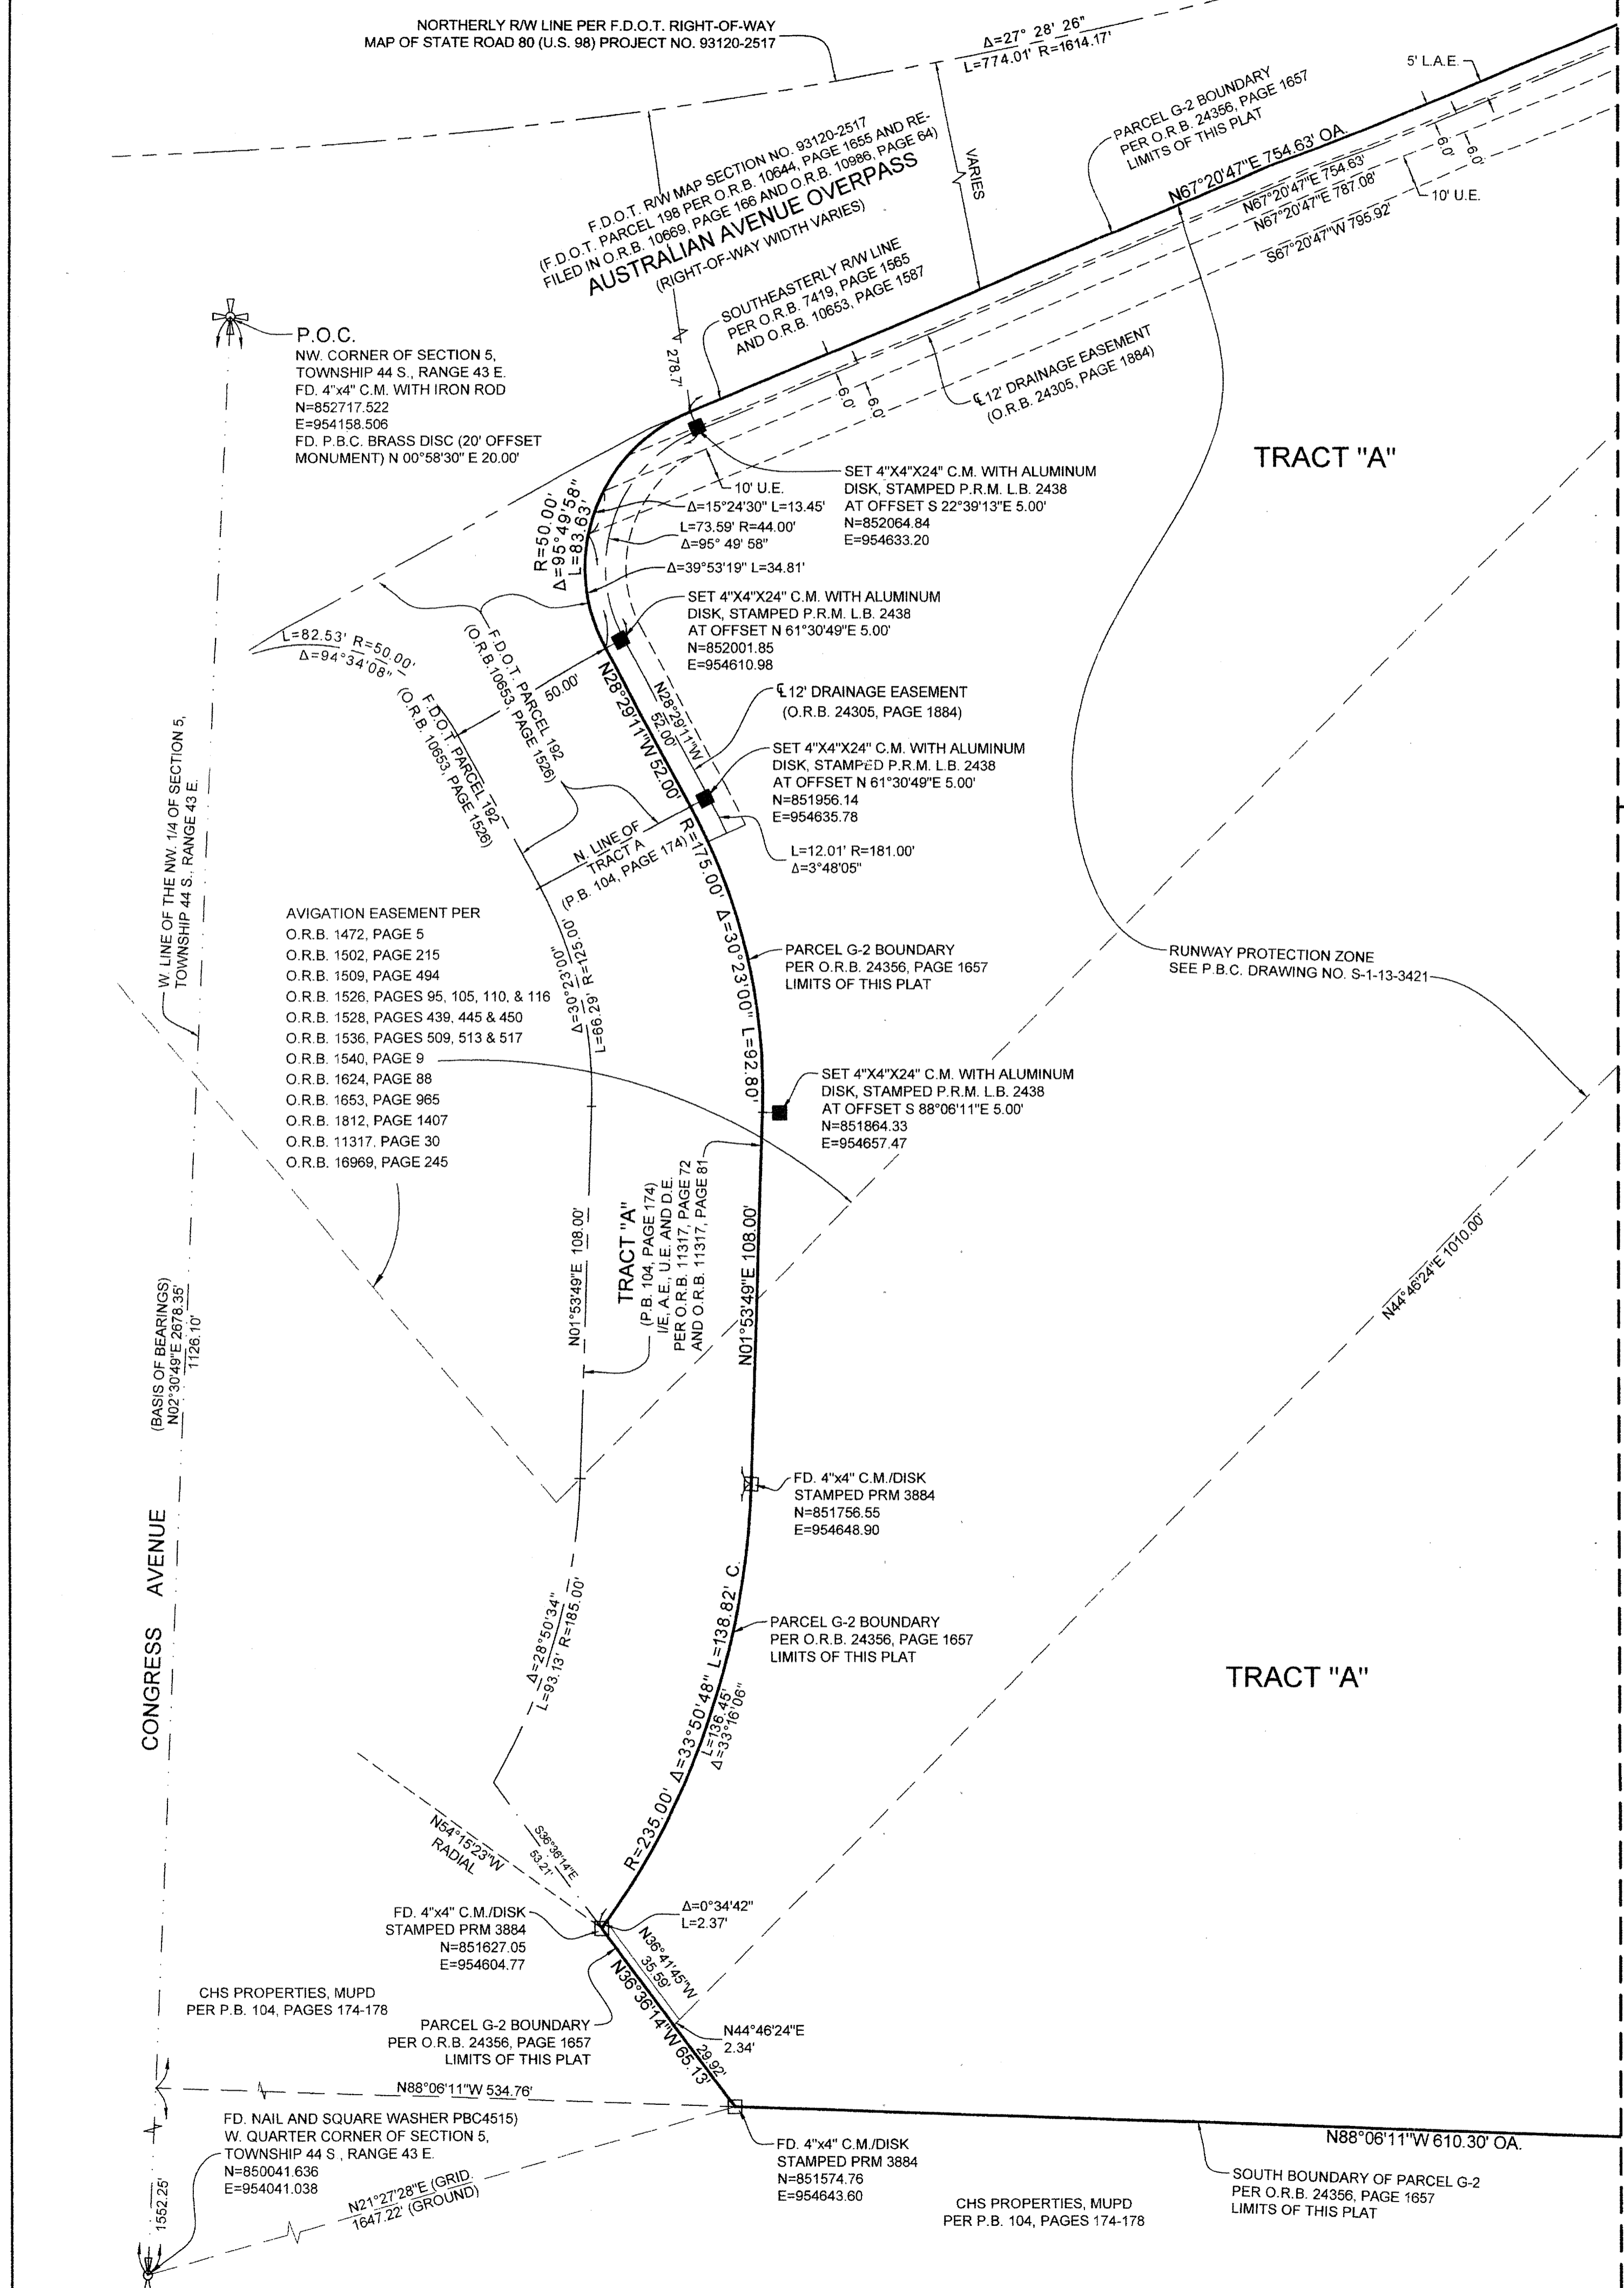 NORTHERLY R/W LINE PER F.D.O.T. RIGHT-OF-WAY
MAP OF STATE ROAD 80 (U.S. 98) PROJECT NO. 93120-2517
Δ=27° 28' 26"
L=774.01' R=1614.17'
5' L.A.E.
PARCEL G-2 BOUNDARY
PER O.R.B. 24356, PAGE 1657
LIMITS OF THIS PLAT
F.D.O.T. R/W MAP SECTION NO. 93120-2517
(F.D.O.T. PARCEL 198 PER O.R.B. 10644, PAGE 1655 AND RE-
FILED IN O.R.B. 10669, PAGE 166 AND O.R.B. 10986, PAGE 64)
AUSTRALIAN AVENUE OVERPASS
(RIGHT-OF-WAY WIDTH VARIES)
VARIES
N67°20'47"E 754.63' OA.
N67°20'47"E 754.63'
N67°20'47"E 787.08'
S67°20'47"W 795.92'
6.0'
6.0'
10' U.E.
SOUTHEASTERLY R/W LINE
PER O.R.B. 7419, PAGE 1565
AND O.R.B. 10653, PAGE 1587
278.7'
P.O.C.
NW. CORNER OF SECTION 5,
TOWNSHIP 44 S., RANGE 43 E.
FD. 4"x4" C.M. WITH IRON ROD
N=852717.522
E=954158.506
FD. P.B.C. BRASS DISC (20' OFFSET
MONUMENT) N 00°58'30" E 20.00'
6.0'
6.0'
℄12' DRAINAGE EASEMENT
(O.R.B. 24305, PAGE 1884)
TRACT "A"
SET 4"X4"X24" C.M. WITH ALUMINUM
DISK, STAMPED P.R.M. L.B. 2438
AT OFFSET S 22°39'13"E 5.00'
N=852064.84
E=954633.20
10' U.E.
Δ=15°24'30" L=13.45'
L=73.59' R=44.00'
Δ=95° 49' 58"
R=50.00'
Δ=95°49'58"
L=83.63'
Δ=39°53'19" L=34.81'
SET 4"X4"X24" C.M. WITH ALUMINUM
DISK, STAMPED P.R.M. L.B. 2438
AT OFFSET N 61°30'49"E 5.00'
N=852001.85
E=954610.98
L=82.53' R=50.00'
Δ=94°34'08"
F.D.O.T. PARCEL 192
(O.R.B. 10653, PAGE 1526)
F.D.O.T. PARCEL 192
(O.R.B.10653, PAGE 1526)
50.00'
N28°29'11"W 52.00'
N28°29'11"W
52.00'
℄12' DRAINAGE EASEMENT
(O.R.B. 24305, PAGE 1884)
SET 4"X4"X24" C.M. WITH ALUMINUM
DISK, STAMPED P.R.M. L.B. 2438
AT OFFSET N 61°30'49"E 5.00'
N=851956.14
E=954635.78
L=12.01' R=181.00'
Δ=3°48'05"
N. LINE OF
TRACT A
(P.B. 104, PAGE 174)
W. LINE OF THE NW. 1/4 OF SECTION 5,
TOWNSHIP 44 S., RANGE 43 E.
AVIGATION EASEMENT PER
O.R.B. 1472, PAGE 5
O.R.B. 1502, PAGE 215
O.R.B. 1509, PAGE 494
O.R.B. 1526, PAGES 95, 105, 110, & 116
O.R.B. 1528, PAGES 439, 445 & 450
O.R.B. 1536, PAGES 509, 513 & 517
O.R.B. 1540, PAGE 9
O.R.B. 1624, PAGE 88
O.R.B. 1653, PAGE 965
O.R.B. 1812, PAGE 1407
O.R.B. 11317, PAGE 30
O.R.B. 16969, PAGE 245
Δ=30°23'00"
L=66.29' R=125.00'
R=175.00' Δ=30°23'00" L=92.80'
PARCEL G-2 BOUNDARY
PER O.R.B. 24356, PAGE 1657
LIMITS OF THIS PLAT
RUNWAY PROTECTION ZONE
SEE P.B.C. DRAWING NO. S-1-13-3421
SET 4"X4"X24" C.M. WITH ALUMINUM
DISK, STAMPED P.R.M. L.B. 2438
AT OFFSET S 88°06'11"E 5.00'
N=851864.33
E=954657.47
N01°53'49"E 108.00'
TRACT "A"
(P.B. 104, PAGE 174)
I/E, A.E., U.E. AND D.E.
PER O.R.B. 11317, PAGE 72
AND O.R.B. 11317, PAGE 81
N01°53'49"E 108.00'
N44°46'24"E 1010.00'
(BASIS OF BEARINGS)
N02°30'49"E 2678.35'
1126.10'
CONGRESS AVENUE
FD. 4"x4" C.M./DISK
STAMPED PRM 3884
N=851756.55
E=954648.90
Δ=28°50'34"
L=93.13' R=185.00'
R=235.00' Δ=33°50'48" L=138.82' C.
L=136.45'
Δ=33°16'06"
PARCEL G-2 BOUNDARY
PER O.R.B. 24356, PAGE 1657
LIMITS OF THIS PLAT
TRACT "A"
N54°15'23"W
RADIAL
S36°36'14"E
53.21'
FD. 4"x4" C.M./DISK
STAMPED PRM 3884
N=851627.05
E=954604.77
Δ=0°34'42"
L=2.37'
N36°41'45"W
35.59'
N36°36'14"W 65.13'
N44°46'24"E
2.34'
29.92'
CHS PROPERTIES, MUPD
PER P.B. 104, PAGES 174-178
PARCEL G-2 BOUNDARY
PER O.R.B. 24356, PAGE 1657
LIMITS OF THIS PLAT
N88°06'11"W 534.76'
FD. NAIL AND SQUARE WASHER PBC4515)
W. QUARTER CORNER OF SECTION 5,
TOWNSHIP 44 S., RANGE 43 E.
N=850041.636
E=954041.038
1552.25'
N21°27'28"E (GRID.
1647.22' (GROUND)
FD. 4"x4" C.M./DISK
STAMPED PRM 3884
N=851574.76
E=954643.60
N88°06'11"W 610.30' OA.
SOUTH BOUNDARY OF PARCEL G-2
PER O.R.B. 24356, PAGE 1657
LIMITS OF THIS PLAT
CHS PROPERTIES, MUPD
PER P.B. 104, PAGES 174-178